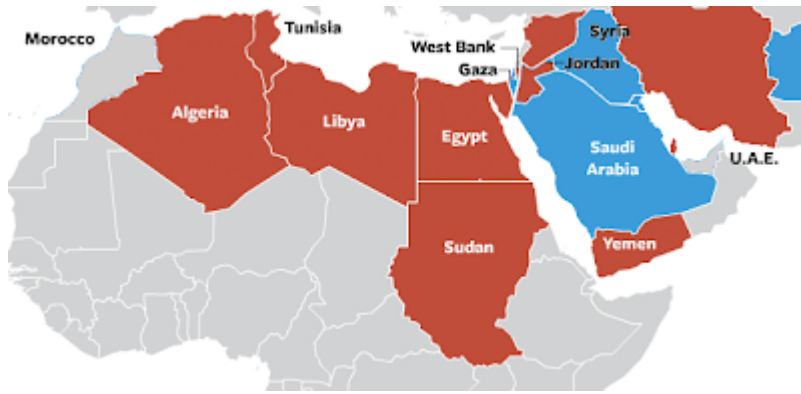 Morocco
Tunisia
West Bank
Syria
Gaza
Jordan
Algeria
Libya
Egypt
Saudi
Arabia
U.A.E.
Sudan
Yemen